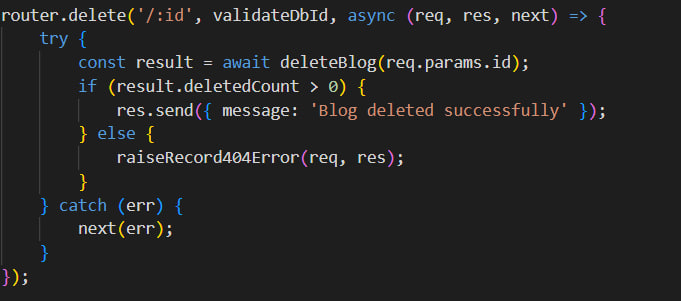 router.delete('/:id', validateDbId, async (req, res, next) => {
    try {
        const result = await deleteBlog(req.params.id);
        if (result.deletedCount > 0) {
            res.send({ message: 'Blog deleted successfully' });
        } else {
            raiseRecord404Error(req, res);
        }
    } catch (err) {
        next(err);
    }
});